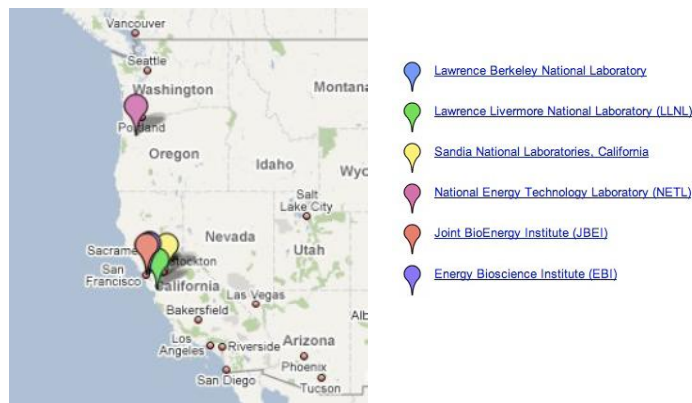 Vancouver
Seattle
Washington
Montana
Portland
Oregon
Idaho
Wyo
Salt
Lake City
Nevada
Sacrame
Utah
Stockton
San
Francisco
California
Las Vegas
Bakersfield
Alb
Los
Angeles
Riverside
Arizona
Phoenix
San Diego
Tucson
Lawrence Berkeley National Laboratory
Lawrence Livermore National Laboratory (LLNL)
Sandia National Laboratories, California
National Energy Technology Laboratory (NETL)
Joint BioEnergy Institute (JBEI)
Energy Bioscience Institute (EBI)